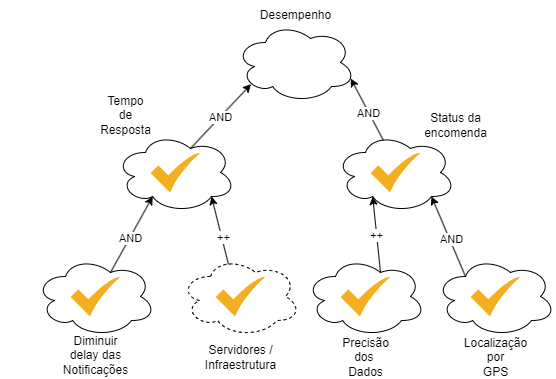 Desempenho
Tempo
de
Resposta
AND
AND
Status da
encomenda
AND
++
++
AND
Diminuir
delay das
Notificações
Servidores /
Infraestrutura
Precisão
dos
Dados
Localização
por
GPS